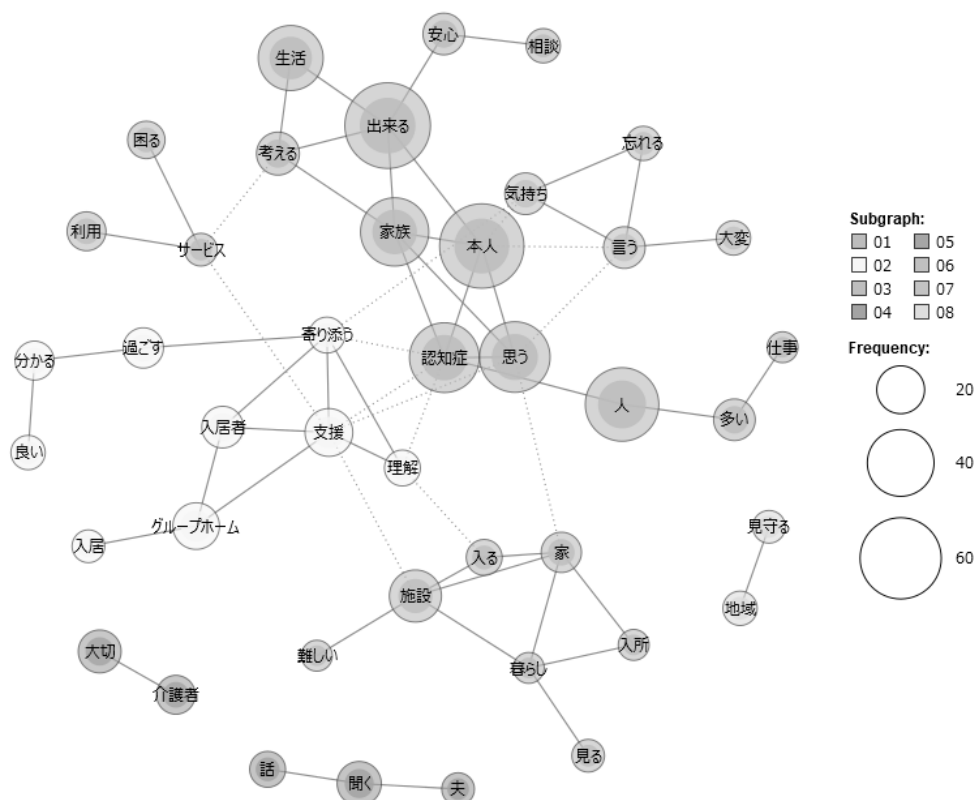 安心
相談
生活
出来る
困る
考える
忘れる
気持ち
利用
サービス
家族
本人
言う
大変
Subgraph:
01 05
02 06
03 07
04 08
寄り添う
分かる
過ごす
認知症
思う
仕事
Frequency:
20
人
多い
入居者
支援
良い
理解
40
グループホーム
入居
見守る
入る
家
60
施設
地域
大切
難しい
暮らし
入所
介護者
見る
話
聞く
夫